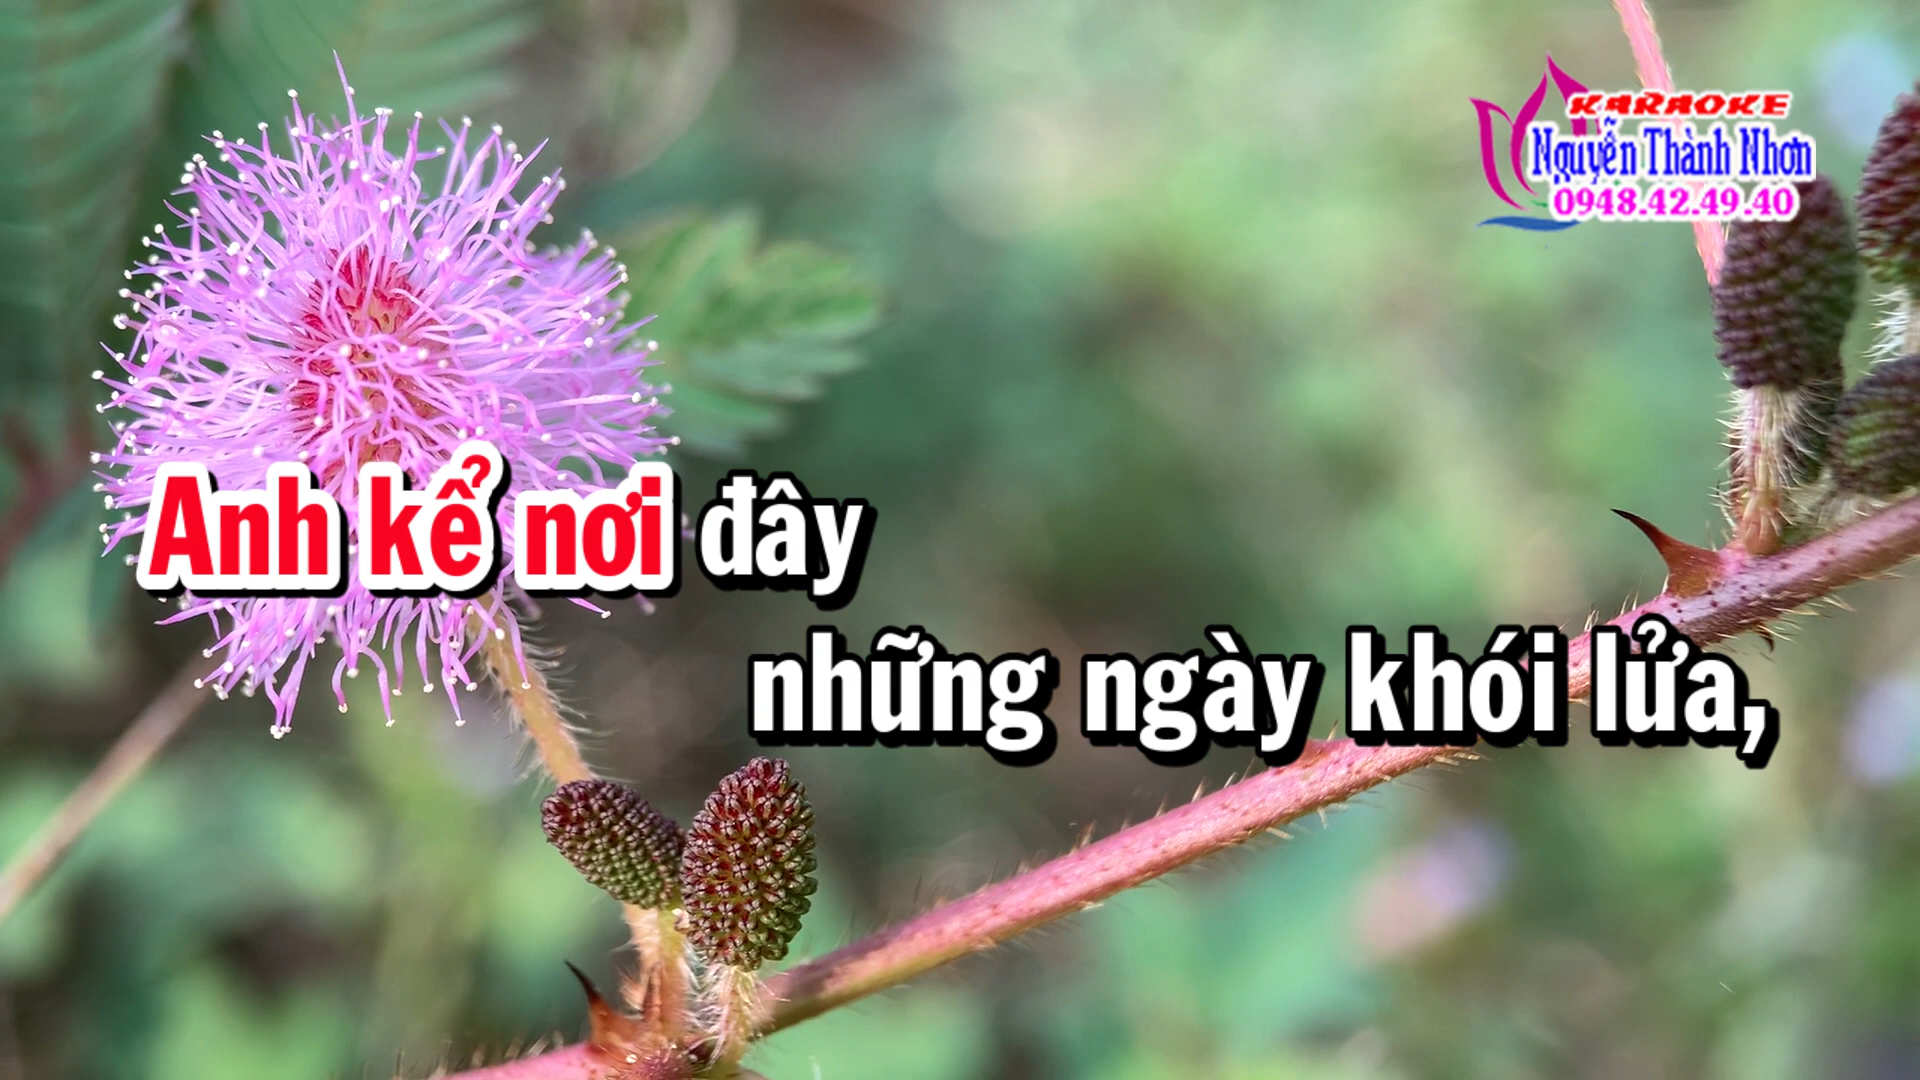 KARAOKE
Nguyễn Thành Nhơn
0948.42.49.40
Anh kể nơi đây
những ngày khói lửa,